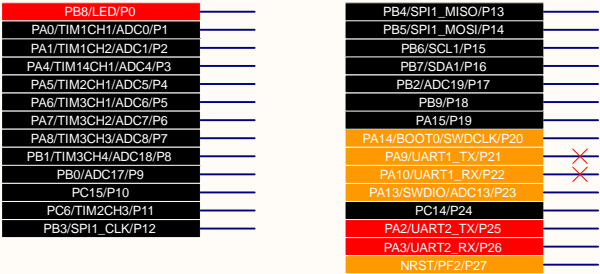 PB8/LED/P0
PA0/TIM1CH1/ADC0/P1
PA1/TIM1CH2/ADC1/P2
PA4/TIM14CH1/ADC4/P3
PA5/TIM2CH1/ADC5/P4
PA6/TIM3CH1/ADC6/P5
PA7/TIM3CH2/ADC7/P6
PA8/TIM3CH3/ADC8/P7
PB1/TIM3CH4/ADC18/P8
PB0/ADC17/P9
PC15/P10
PC6/TIM2CH3/P11
PB3/SPI1_CLK/P12
PB4/SPI1_MISO/P13
PB5/SPI1_MOSI/P14
PB6/SCL1/P15
PB7/SDA1/P16
PB2/ADC19/P17
PB9/P18
PA15/P19
PA14/BOOT0/SWDCLK/P20
PA9/UART1_TX/P21
PA10/UART1_RX/P22
PA13/SWDIO/ADC13/P23
PC14/P24
PA2/UART2_TX/P25
PA3/UART2_RX/P26
NRST/PF2/P27